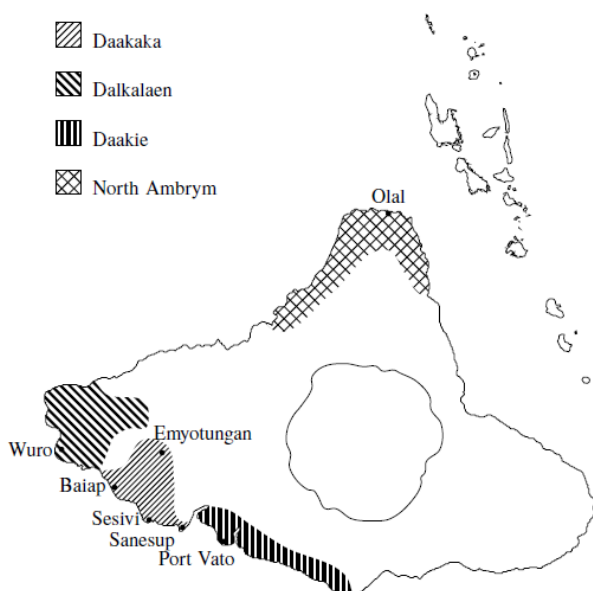 Daakaka
Dalkalaen
Daakie
North Ambrym
Olal
Emyotungan
Wuro
Baiap
Sesivi
Sanesup
Port Vato